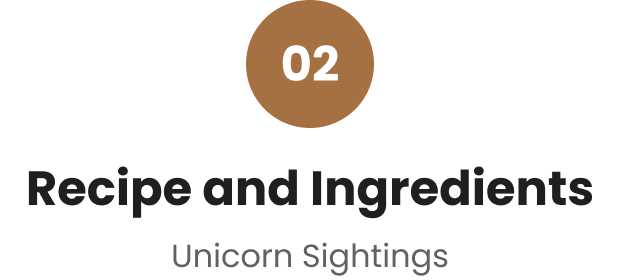 02
Recipe and Ingredients
Unicorn Sightings